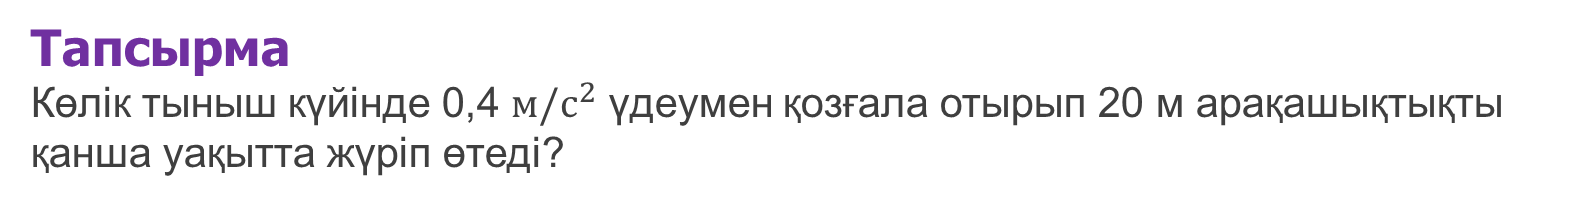 Тапсырма
Көлік тыныш күйінде 0,4 м/с² үдеумен қозғала отырып 20 м арақашықтықты
қанша уақытта жүріп өтеді?